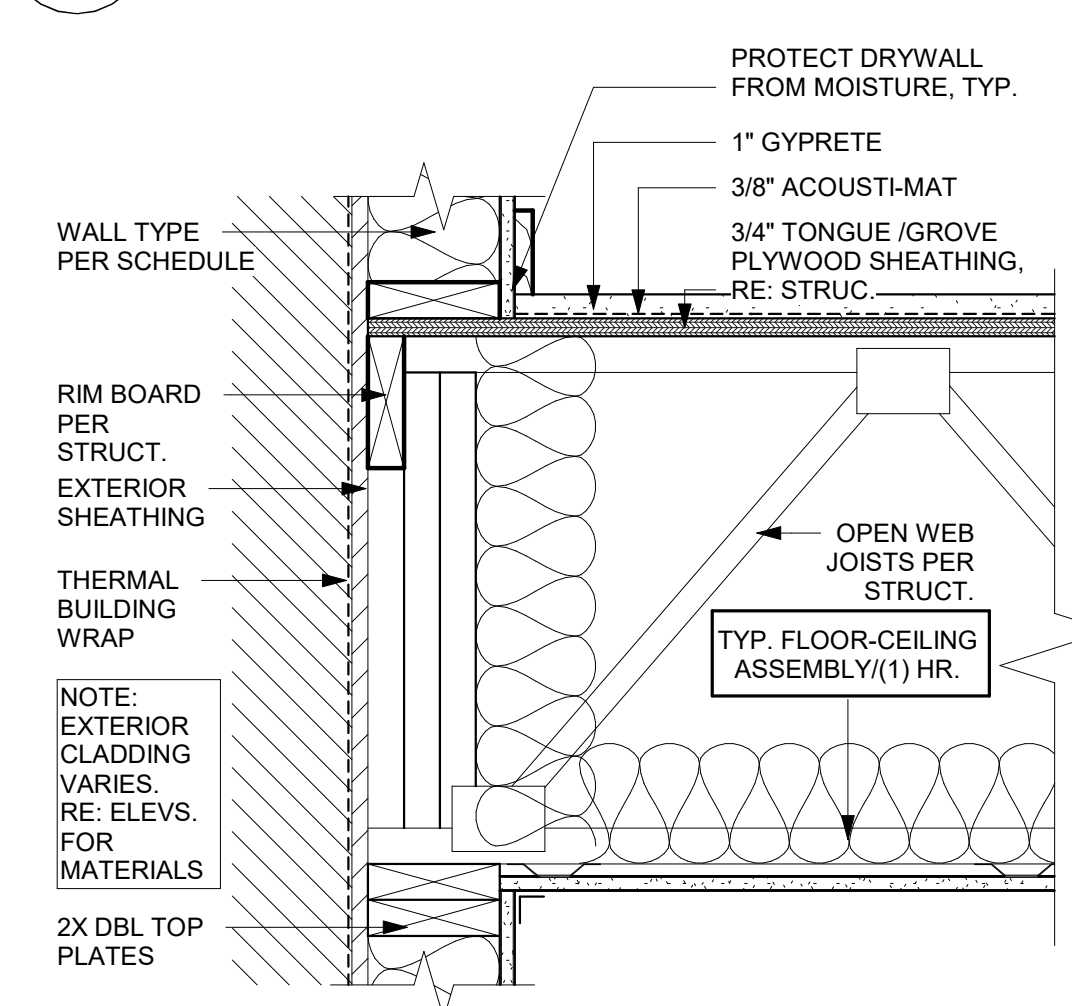 PROTECT DRYWALL
FROM MOISTURE, TYP.
1" GYPRETE
3/8" ACOUSTI-MAT
3/4" TONGUE /GROVE
PLYWOOD SHEATHING,
RE: STRUC.
WALL TYPE
PER SCHEDULE
RIM BOARD
PER
STRUCT.
EXTERIOR
SHEATHING
THERMAL
BUILDING
WRAP
NOTE:
EXTERIOR
CLADDING
VARIES.
RE: ELEVS.
FOR
MATERIALS
2X DBL TOP
PLATES
OPEN WEB
JOISTS PER
STRUCT.
TYP. FLOOR-CEILING
ASSEMBLY/(1) HR.